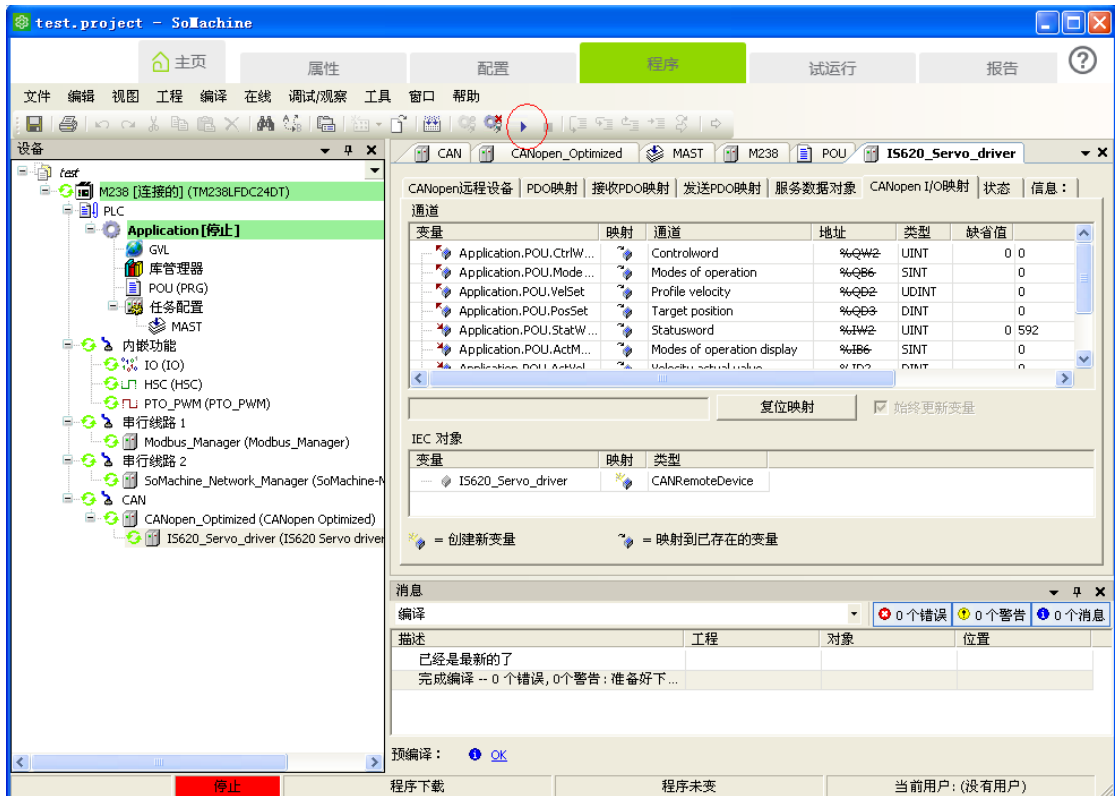 test.project - SoMachine
主页 属性 配置 程序 试运行 报告
文件 编辑 视图 工程 编译 在线 调试/观察 工具 窗口 帮助
设备
CAN CANopen_Optimized MAST M238 POU IS620_Servo_driver
test
M238 [连接的] (TM238LFDC24DT)
PLC
Application [停止]
GVL
库管理器
POU (PRG)
任务配置
MAST
内嵌功能
IO (IO)
HSC (HSC)
PTO_PWM (PTO_PWM)
串行线路 1
Modbus_Manager (Modbus_Manager)
串行线路 2
SoMachine_Network_Manager (SoMachine-N
CAN
CANopen_Optimized (CANopen Optimized)
IS620_Servo_driver (IS620 Servo driver
CANopen远程设备 PDO映射 接收PDO映射 发送PDO映射 服务数据对象 CANopen I/O映射 状态 信息：
通道
变量 映射 通道 地址 类型 缺省值
Application.POU.CtrlW... Controlword %QW2 UINT 0 0
Application.POU.Mode... Modes of operation %QB6 SINT 0
Application.POU.VelSet Profile velocity %QD2 UDINT 0
Application.POU.PosSet Target position %QD3 DINT 0
Application.POU.StatW... Statusword %IW2 UINT 0 592
Application.POU.ActM... Modes of operation display %IB6 SINT 0
Application.POU.ActVel... Velocity actual value %ID2 DINT 0
复位映射 始终更新变量
IEC 对象
变量 映射 类型
IS620_Servo_driver CANRemoteDevice
= 创建新变量 = 映射到已存在的变量
消息
编译 0 个错误 0 个警告 0 个消息
描述 工程 对象 位置
已经是最新的了
完成编译 -- 0 个错误, 0个警告 : 准备好下...
预编译： OK
停止 程序下载 程序未变 当前用户: (没有用户)